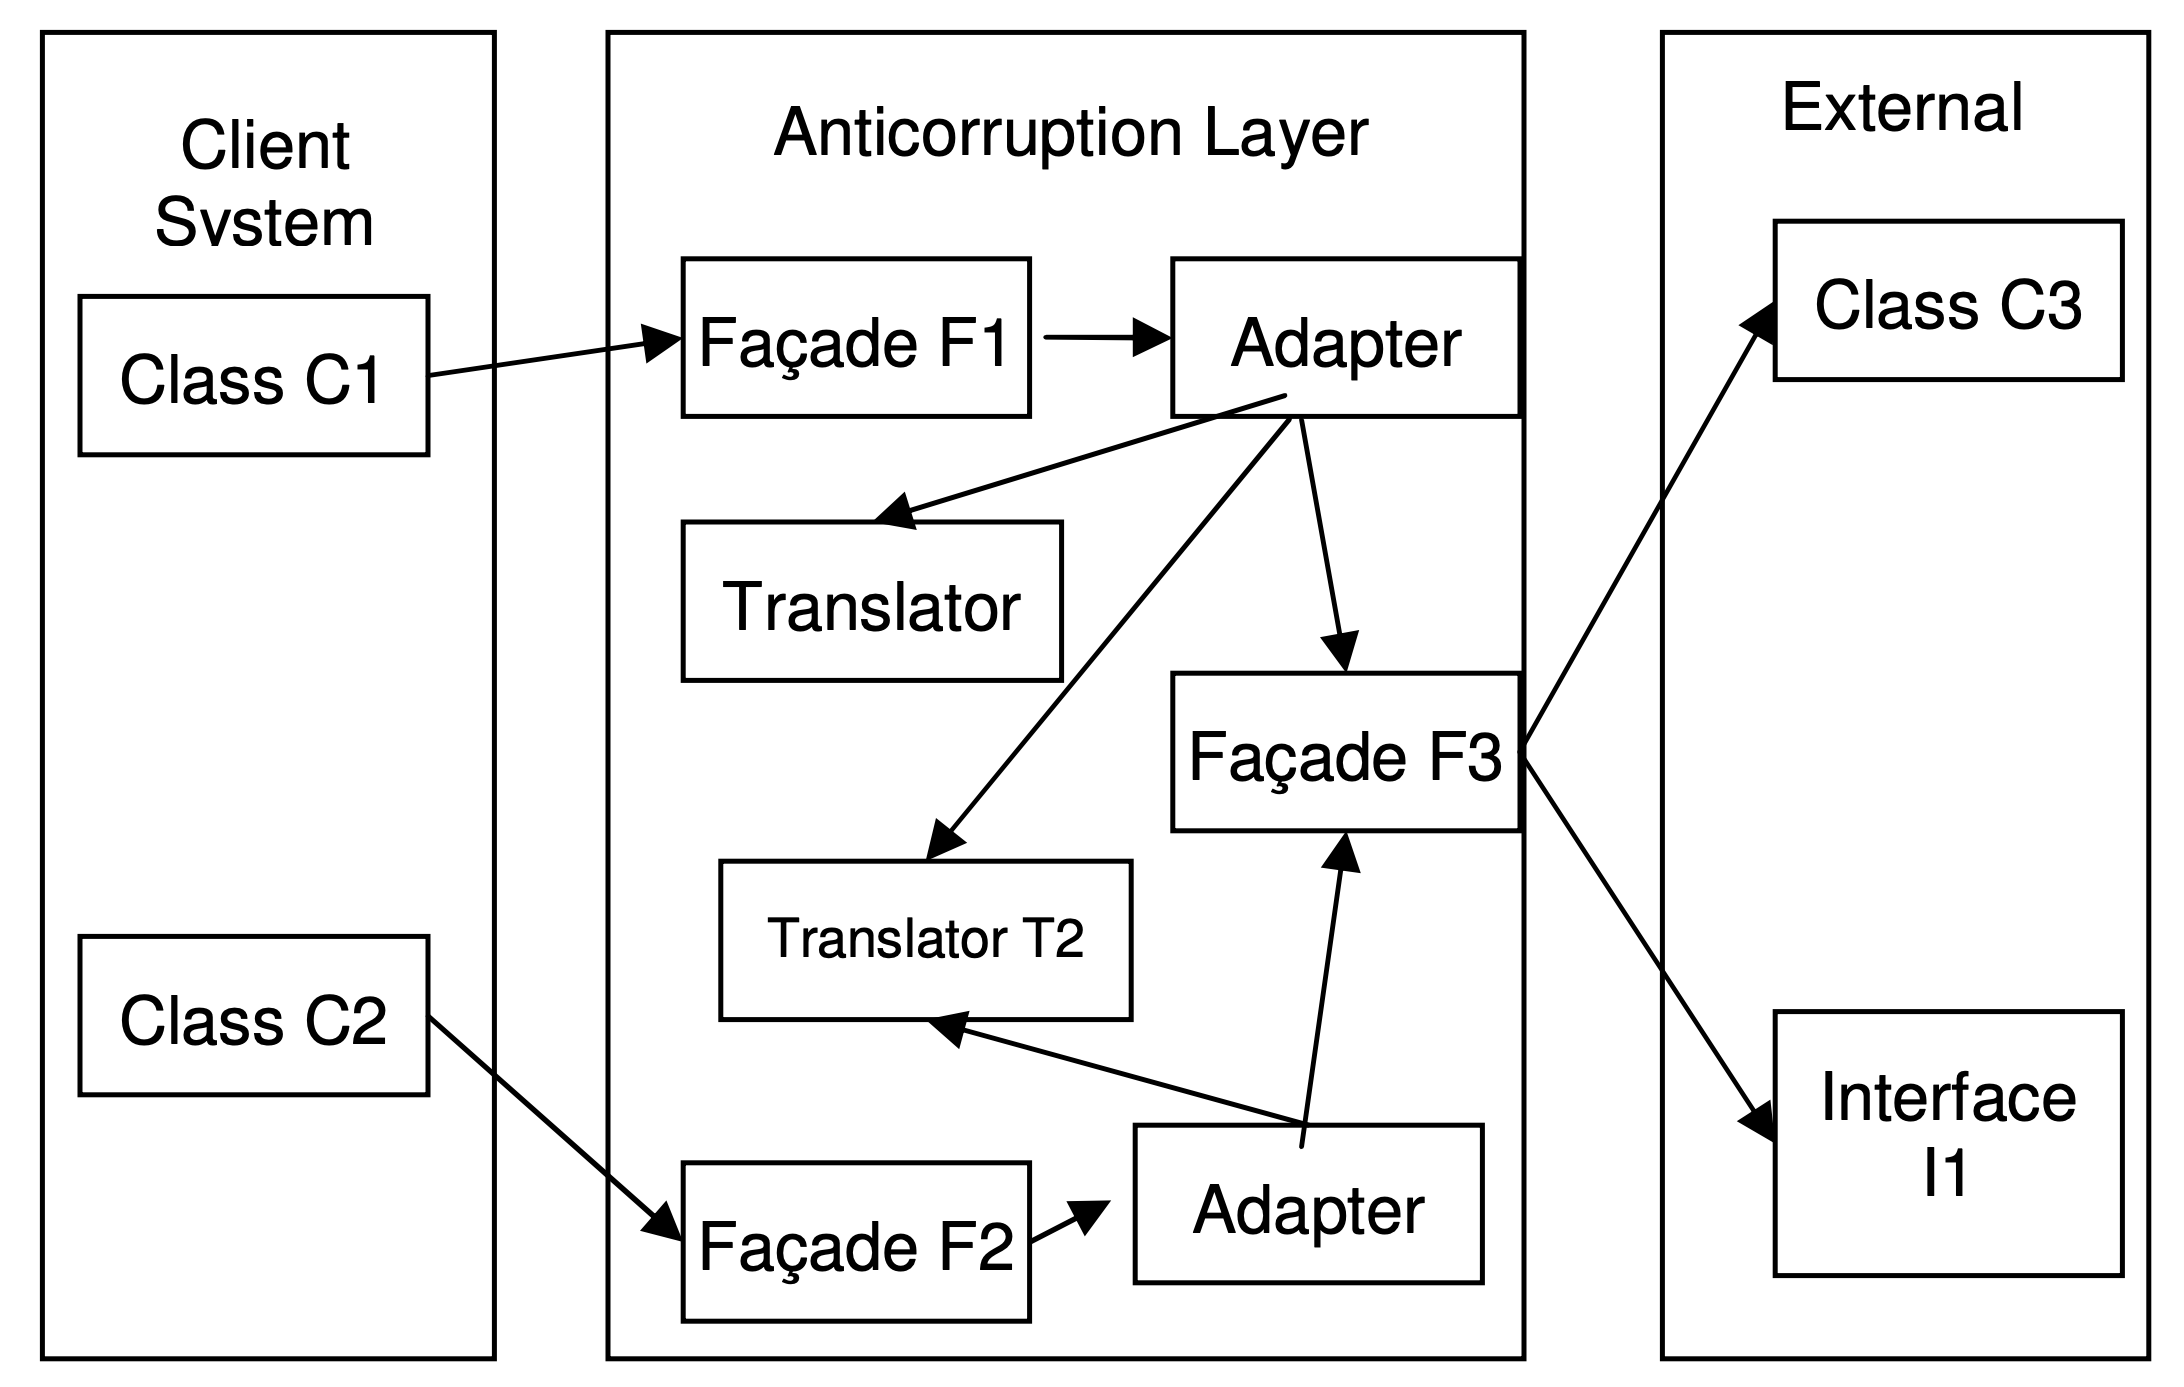 Client
Svstem
Class C1
Class C2
Anticorruption Layer
Façade F1
Adapter
Translator
Façade F3
Translator T2
Façade F2
Adapter
External
Class C3
Interface
I1